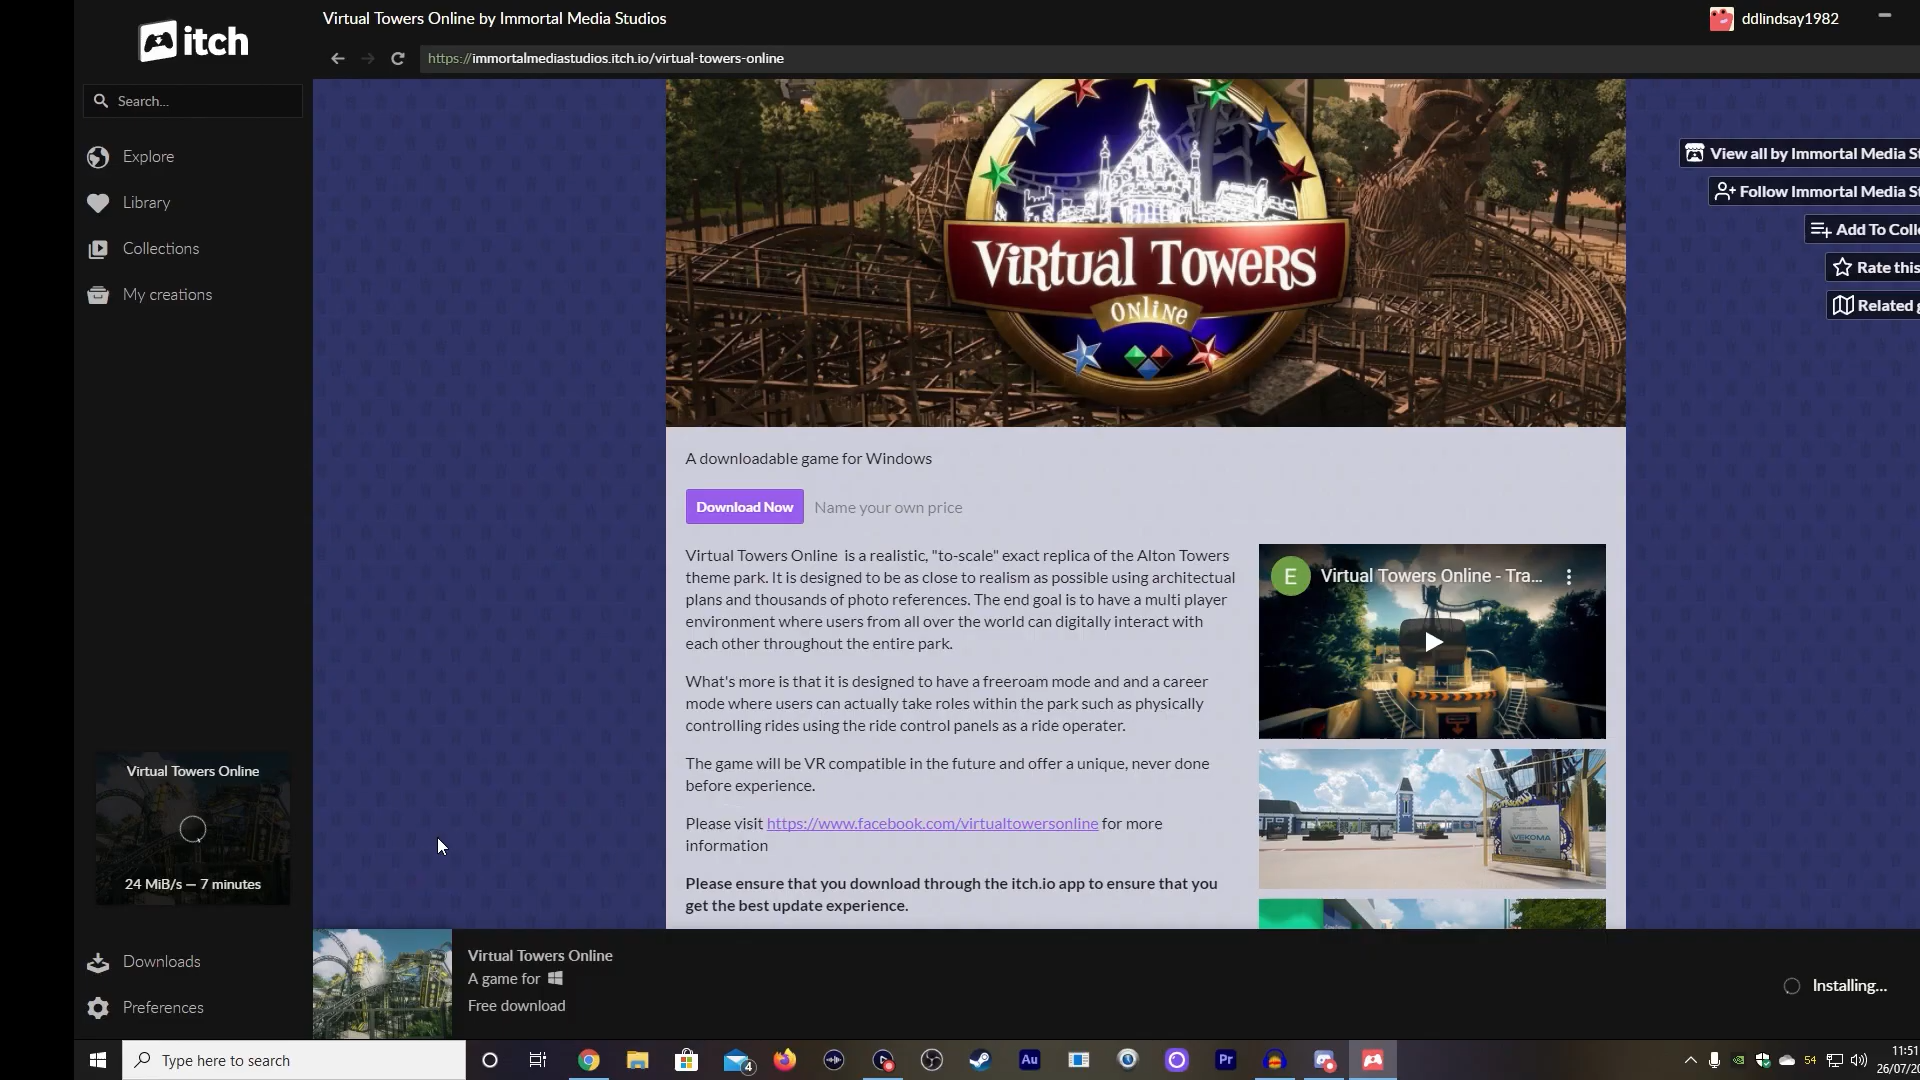 itch
Virtual Towers Online by Immortal Media Studios
ddlindsay1982
https://immortalmediastudios.itch.io/virtual-towers-online
Search...
Explore
Library
Collections
My creations
View all by Immortal Media St
Follow Immortal Media St
Add To Colle
Rate this
Related g
ViRtual ToweRs
OnLiNe
A downloadable game for Windows
Download Now
Name your own price
Virtual Towers Online is a realistic, "to-scale" exact replica of the Alton Towers
theme park. It is designed to be as close to realism as possible using architectual
plans and thousands of photo references. The end goal is to have a multi player
environment where users from all over the world can digitally interact with
each other throughout the entire park.
What's more is that it is designed to have a freeroam mode and and a career
mode where users can actually take roles within the park such as physically
controlling rides using the ride control panels as a ride operater.
The game will be VR compatible in the future and offer a unique, never done
before experience.
Please visit https://www.facebook.com/virtualtowersonline for more
information
Please ensure that you download through the itch.io app to ensure that you
get the best update experience.
E
Virtual Towers Online - Tra...
VEKOMA
Virtual Towers Online
24 MiB/s — 7 minutes
Downloads
Preferences
Virtual Towers Online
A game for
Free download
Installing...
Type here to search
4
Au
Pr
54
11:51
26/07/20